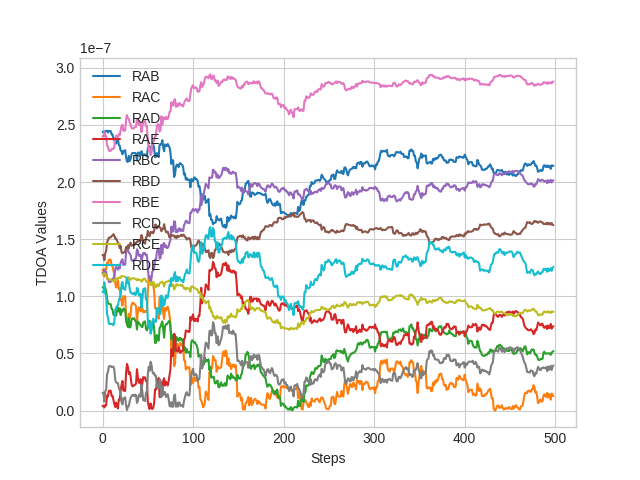 1e−7
3.0
2.5
2.0
1.5
1.0
0.5
0.0
TDOA Values
RAB
RAC
RAD
RAE
RBC
RBD
RBE
RCD
RCE
RDE
0 100 200 300 400 500
Steps